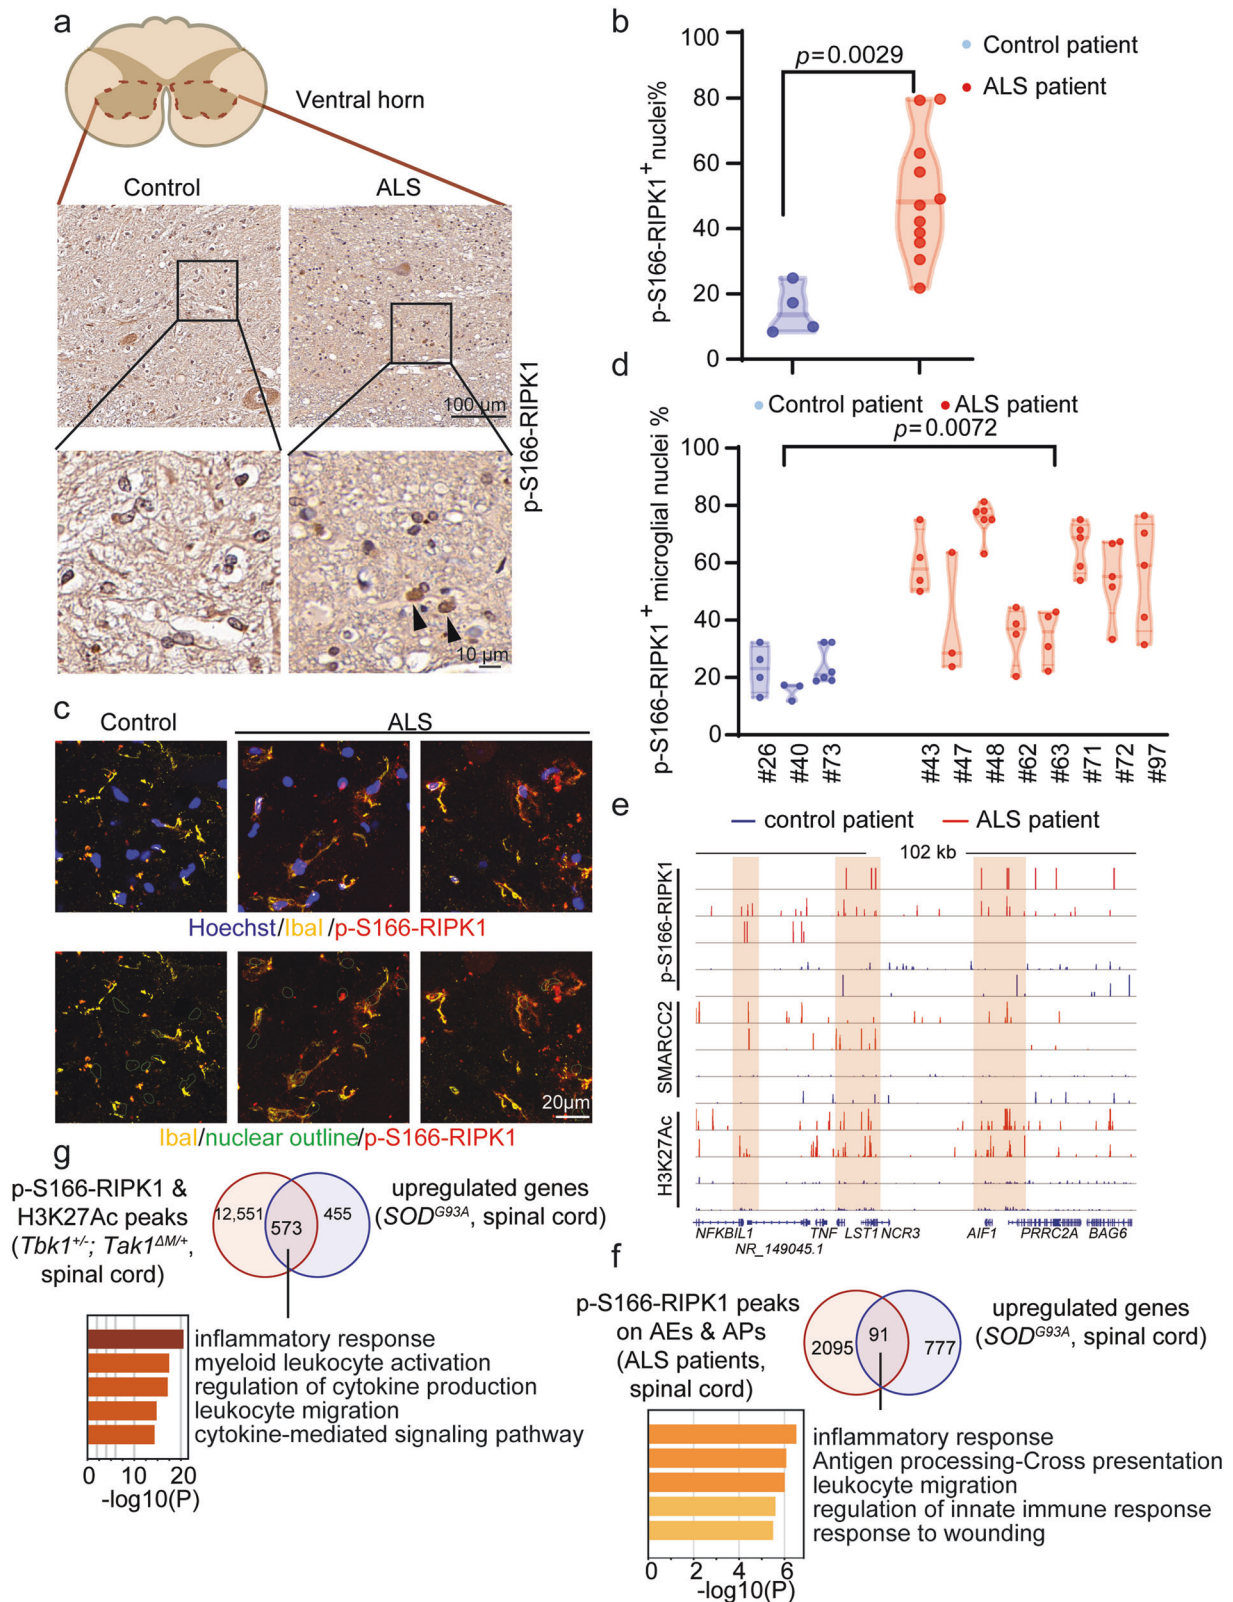 a
Ventral horn
Control
ALS
100 μm
10 μm
p-S166-RIPK1
b
Control patient
ALS patient
p=0.0029
p-S166-RIPK1+ nuclei%
100
80
60
40
20
0
c
Control
ALS
Hoechst/Ibal /p-S166-RIPK1
20μm
Ibal/nuclear outline/p-S166-RIPK1
d
Control patient
ALS patient
p=0.0072
p-S166-RIPK1+ microglial nuclei %
100
80
60
40
20
0
#26
#40
#73
#43
#47
#48
#62
#63
#71
#72
#97
e
control patient
ALS patient
102 kb
p-S166-RIPK1
SMARCC2
H3K27Ac
NFKBIL1
TNF
LST1
NCR3
AIF1
PRRC2A
BAG6
NR_149045.1
g
p-S166-RIPK1 &
H3K27Ac peaks
(Tbk1+/-; Tak1ΔM/+,
spinal cord)
12,551
573
455
upregulated genes
(SODG93A, spinal cord)
inflammatory response
myeloid leukocyte activation
regulation of cytokine production
leukocyte migration
cytokine-mediated signaling pathway
0 10 20
-log10(P)
f
p-S166-RIPK1 peaks
on AEs & APs
(ALS patients,
spinal cord)
2095
91
777
upregulated genes
(SODG93A, spinal cord)
inflammatory response
Antigen processing-Cross presentation
leukocyte migration
regulation of innate immune response
response to wounding
0 2 4 6
-log10(P)